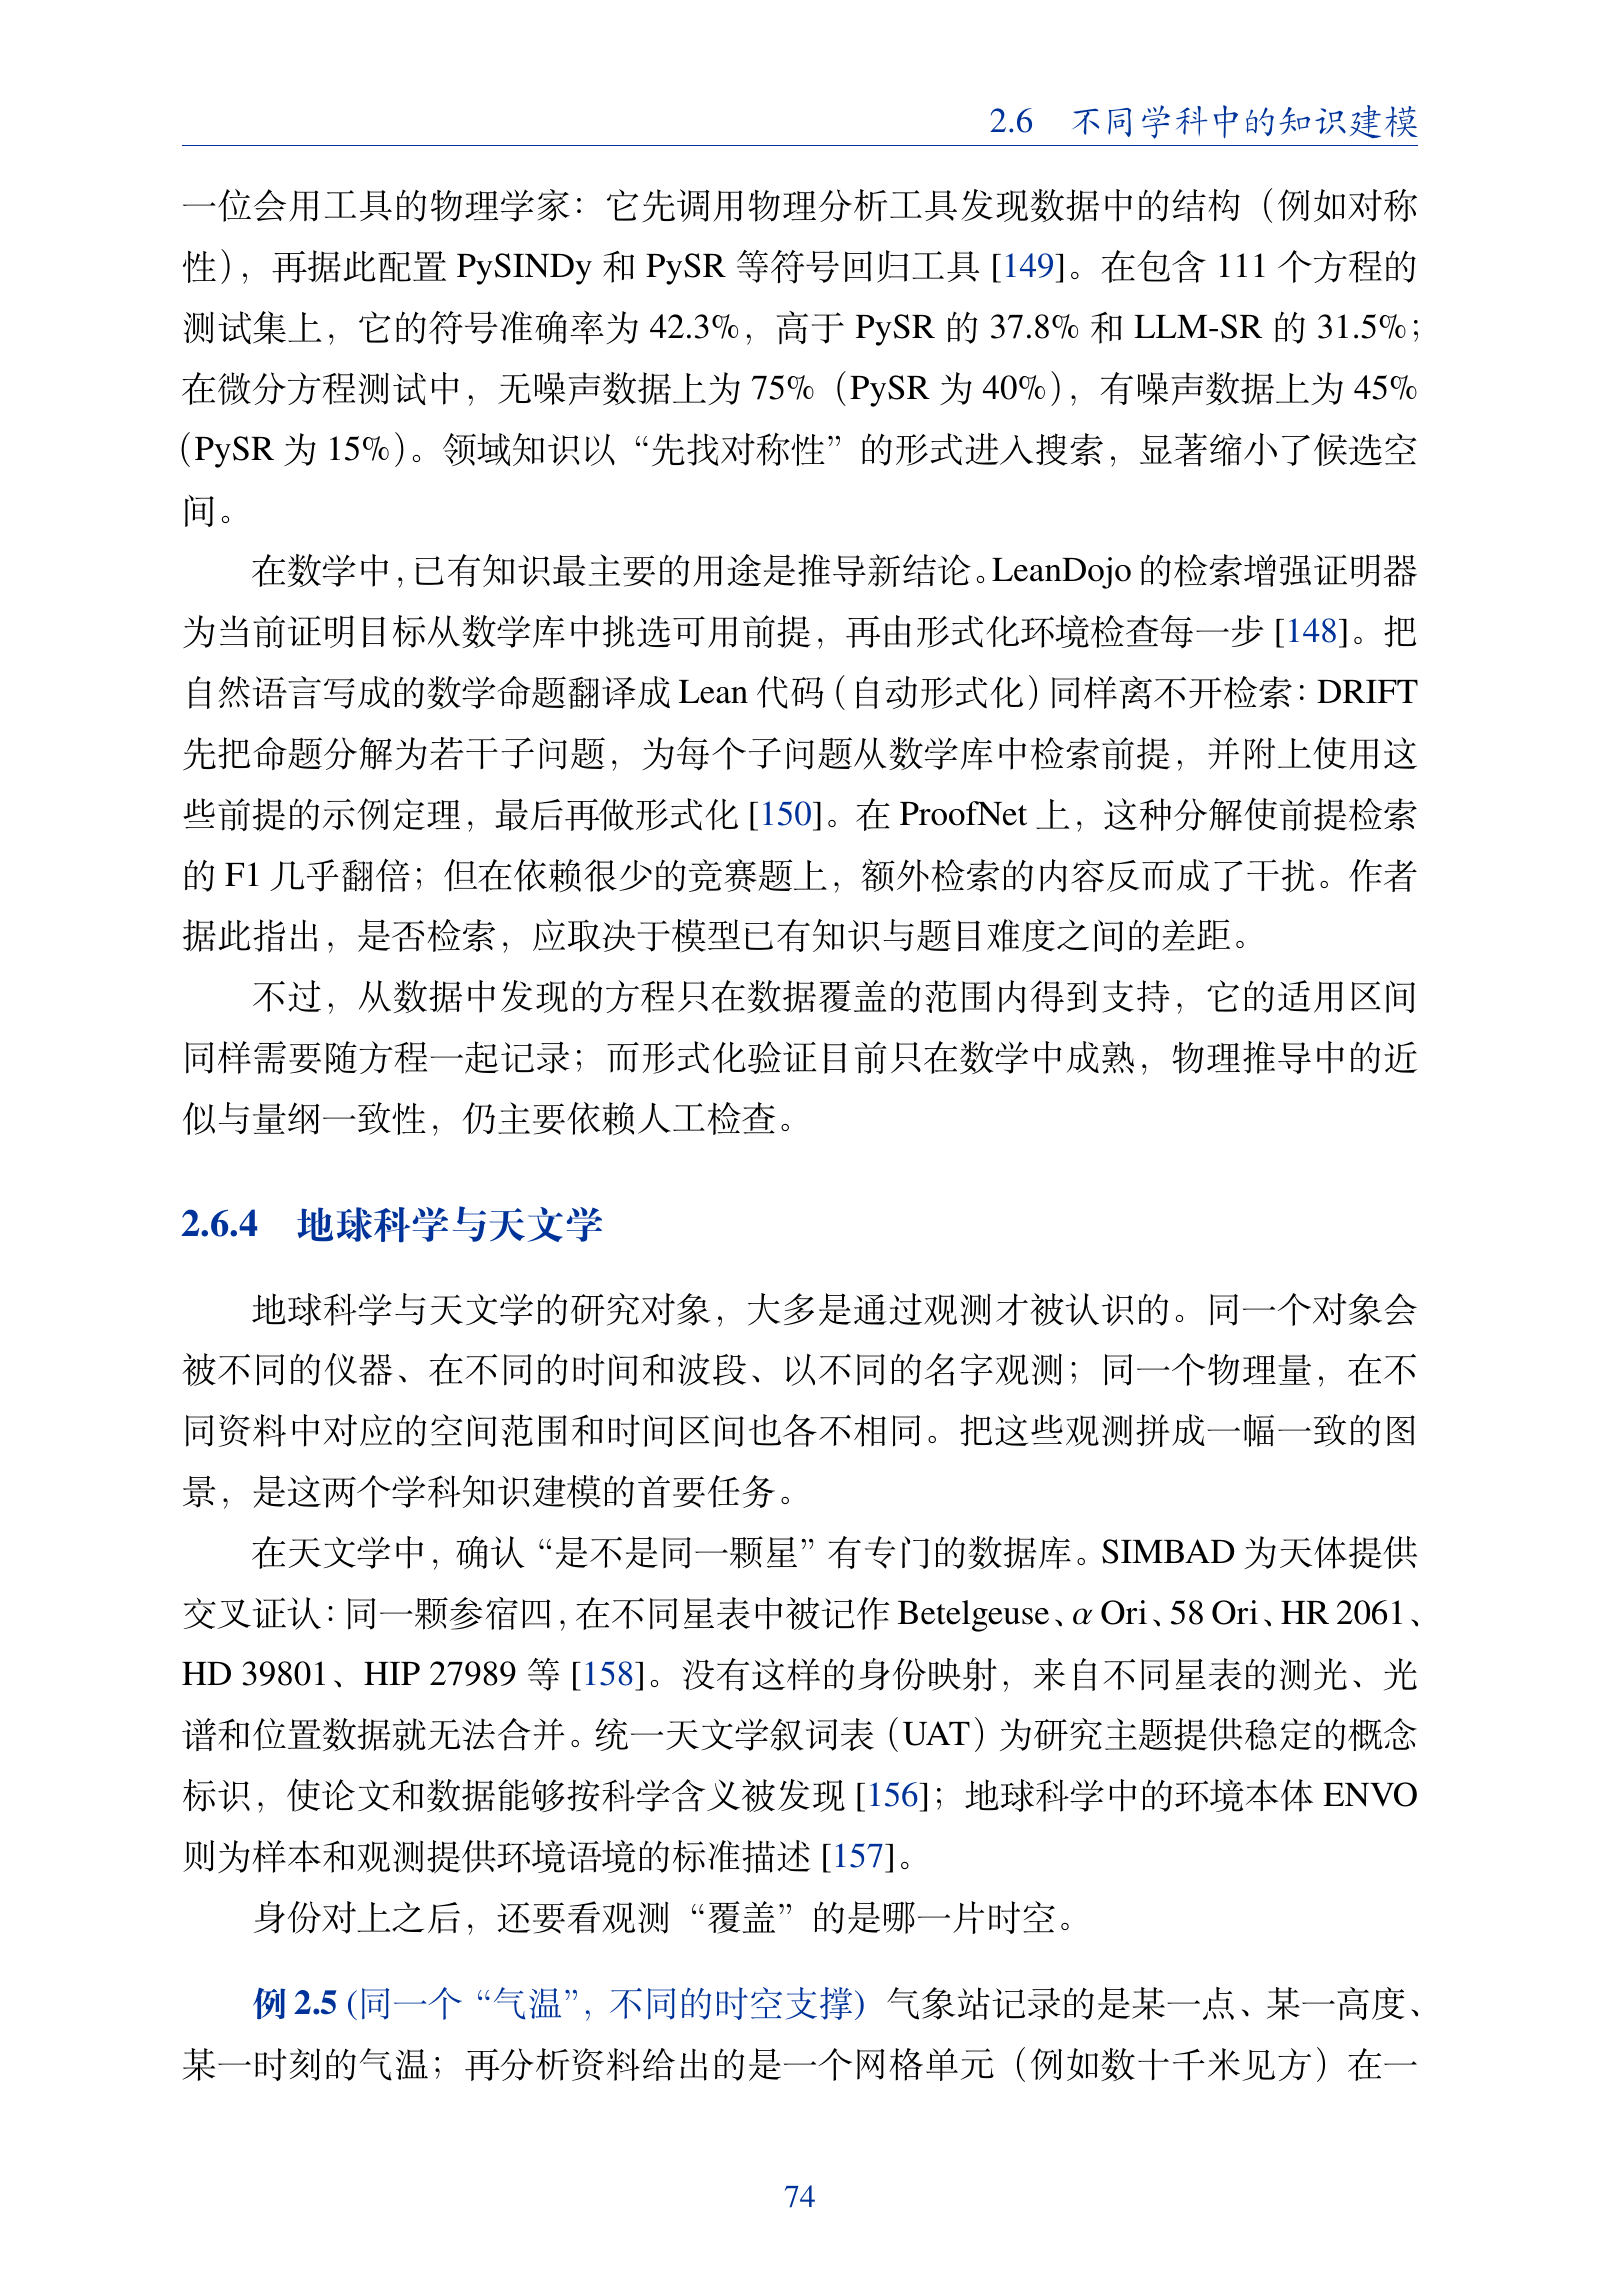 2.6 不同学科中的知识建模
一位会用工具的物理学家：它先调用物理分析工具发现数据中的结构（例如对称
性），再据此配置 PySINDy 和 PySR 等符号回归工具 [149]。在包含 111 个方程的
测试集上，它的符号准确率为 42.3%，高于 PySR 的 37.8% 和 LLM-SR 的 31.5%；
在微分方程测试中，无噪声数据上为 75%（PySR 为 40%），有噪声数据上为 45%
（PySR 为 15%）。领域知识以“先找对称性”的形式进入搜索，显著缩小了候选空
间。
在数学中，已有知识最主要的用途是推导新结论。LeanDojo 的检索增强证明器
为当前证明目标从数学库中挑选可用前提，再由形式化环境检查每一步 [148]。把
自然语言写成的数学命题翻译成 Lean 代码（自动形式化）同样离不开检索：DRIFT
先把命题分解为若干子问题，为每个子问题从数学库中检索前提，并附上使用这
些前提的示例定理，最后再做形式化 [150]。在 ProofNet 上，这种分解使前提检索
的 F1 几乎翻倍；但在依赖很少的竞赛题上，额外检索的内容反而成了干扰。作者
据此指出，是否检索，应取决于模型已有知识与题目难度之间的差距。
不过，从数据中发现的方程只在数据覆盖的范围内得到支持，它的适用区间
同样需要随方程一起记录；而形式化验证目前只在数学中成熟，物理推导中的近
似与量纲一致性，仍主要依赖人工检查。
2.6.4 地球科学与天文学
地球科学与天文学的研究对象，大多是通过观测才被认识的。同一个对象会
被不同的仪器、在不同的时间和波段、以不同的名字观测；同一个物理量，在不
同资料中对应的空间范围和时间区间也各不相同。把这些观测拼成一幅一致的图
景，是这两个学科知识建模的首要任务。
在天文学中，确认“是不是同一颗星”有专门的数据库。SIMBAD 为天体提供
交叉证认：同一颗参宿四，在不同星表中被记作 Betelgeuse、α Ori、58 Ori、HR 2061、
HD 39801、HIP 27989 等 [158]。没有这样的身份映射，来自不同星表的测光、光
谱和位置数据就无法合并。统一天文学叙词表（UAT）为研究主题提供稳定的概念
标识，使论文和数据能够按科学含义被发现 [156]；地球科学中的环境本体 ENVO
则为样本和观测提供环境语境的标准描述 [157]。
身份对上之后，还要看观测“覆盖”的是哪一片时空。
例 2.5 (同一个“气温”，不同的时空支撑) 气象站记录的是某一点、某一高度、
某一时刻的气温；再分析资料给出的是一个网格单元（例如数十千米见方）在一
74